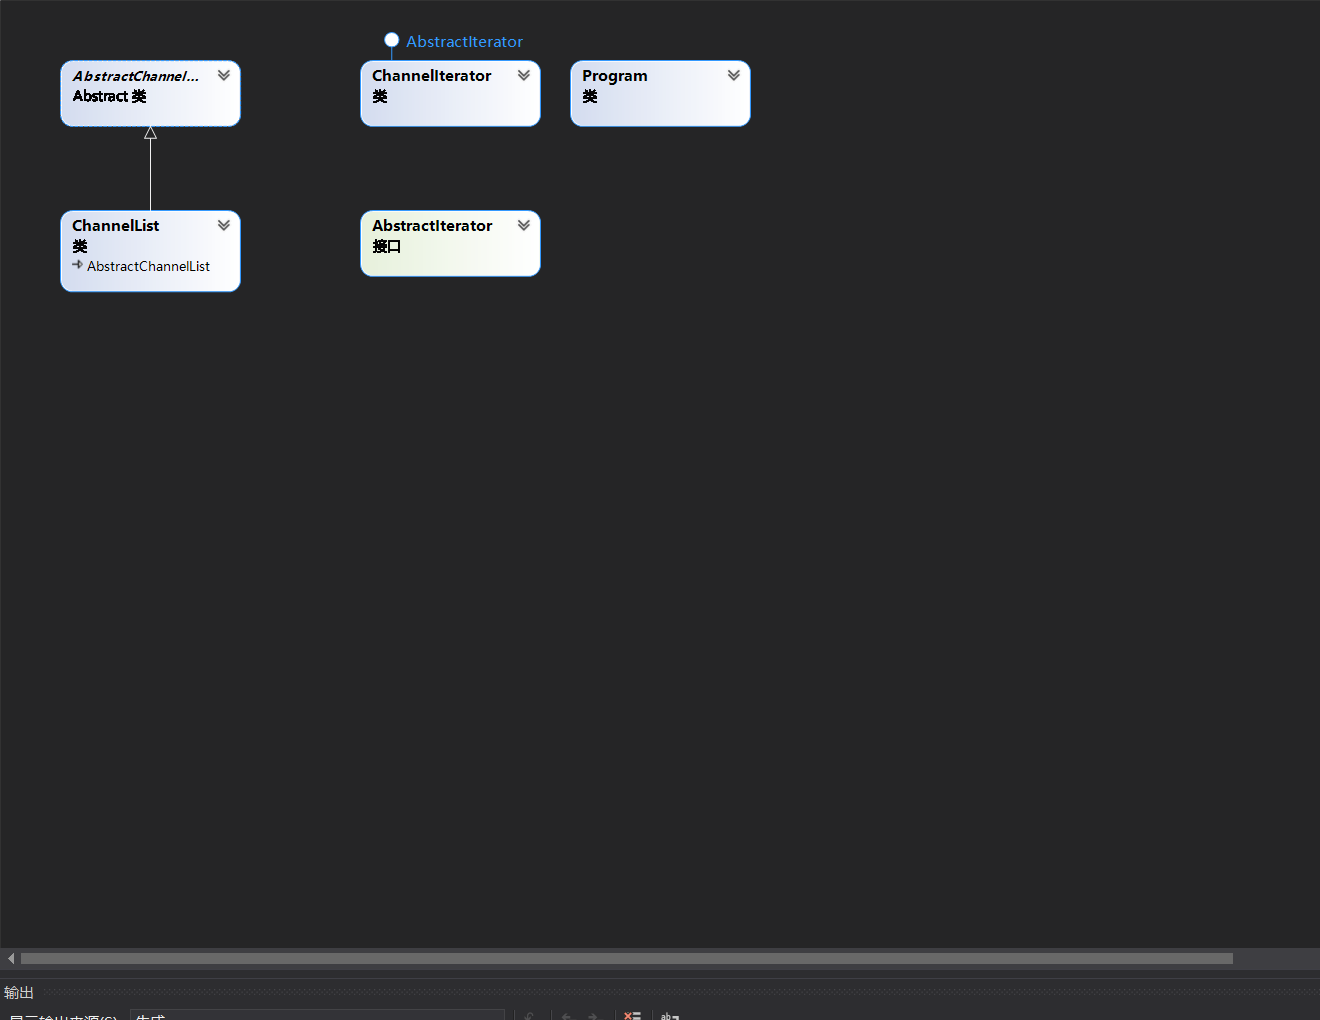 AbstractIterator
AbstractChannel...
Abstract 类
ChannelIterator
类
Program
类
ChannelList
类
AbstractChannelList
AbstractIterator
接口
输出
显示输出来源(S) 生成